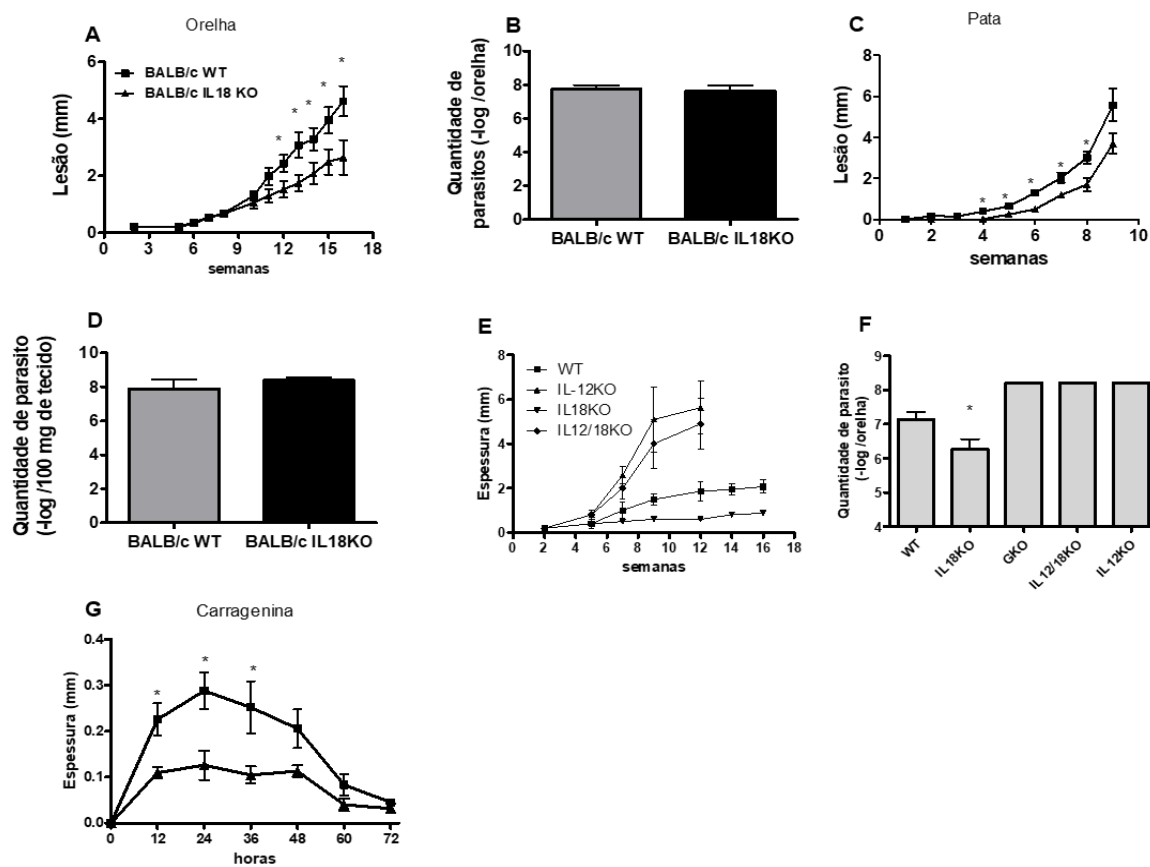 A
Orelha
Lesão (mm)
6
4
2
0
BALB/c WT
BALB/c IL18 KO
* * * * *
0 3 6 9 12 15 18
semanas
B
Quantidade de
parasitos (-log /orelha)
10
8
6
4
2
0
BALB/c WT BALB/c IL18KO
C
Pata
Lesão (mm)
8
6
4
2
0
* * * * *
0 2 4 6 8 10
semanas
D
Quantidade de parasito
(-log /100 mg de tecido)
10
8
6
4
2
0
BALB/c WT BALB/c IL18KO
E
Espessura (mm)
8
6
4
2
0
WT
IL-12KO
IL18KO
IL12/18KO
0 2 4 6 8 10 12 14 16 18
semanas
F
Quantidade de parasito
(-log /orelha)
9
8
7
6
5
4
*
WT
IL18KO
GKO
IL12/18KO
IL12KO
G
Carragenina
Espessura (mm)
0.4
0.3
0.2
0.1
0.0
* * *
0 12 24 36 48 60 72
horas